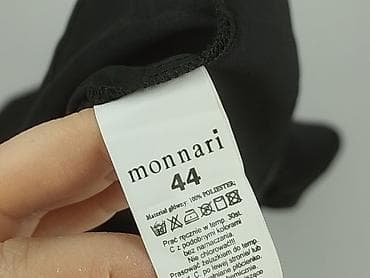 monnari
44
Materiał główny: 100% POLIESTER
Prać ręcznie w temp. 30st.
C z podobnymi kolorami
bez namaczania.
Nie chlorować!!!
Prasować żelazkiem do temp.
C po lewej stronie/ lub
płócienko.